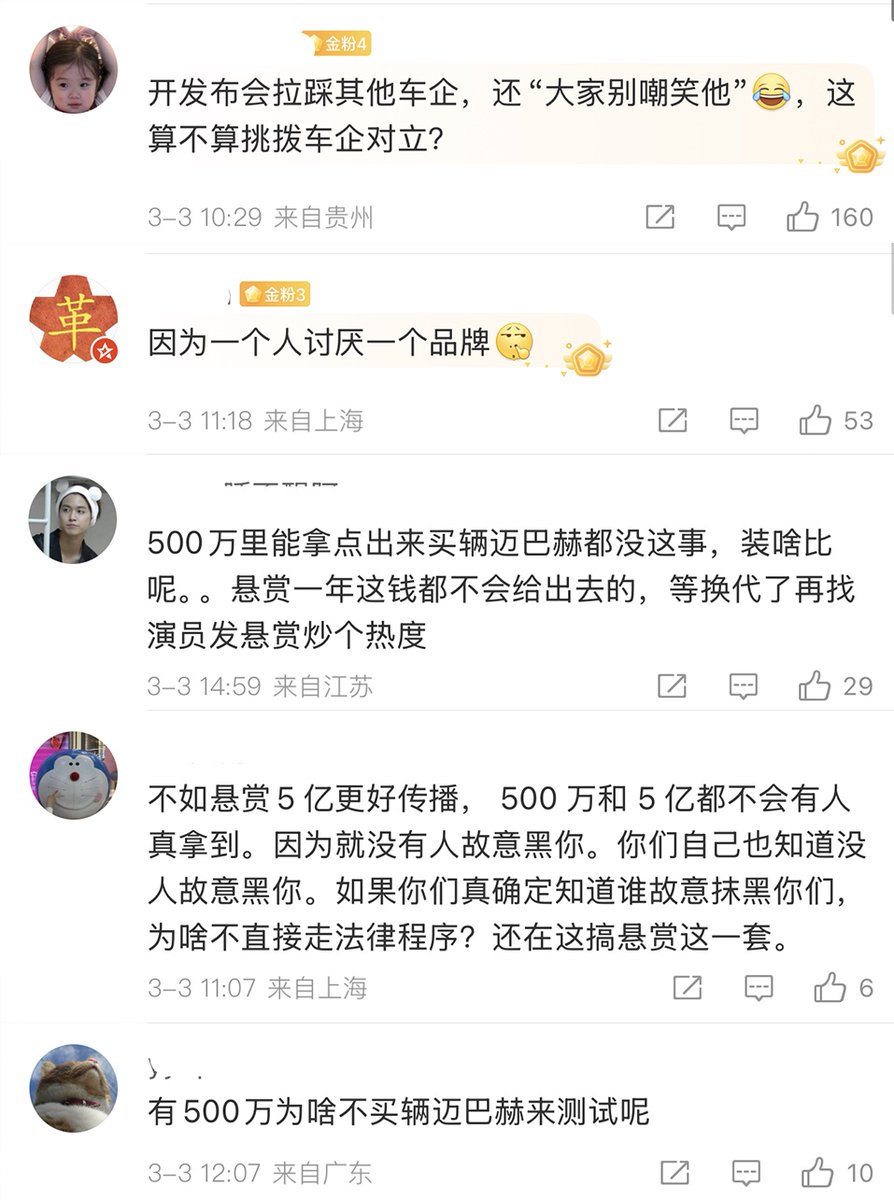 金粉4
开发布会拉踩其他车企，还“大家别嘲笑他”😂，这
算不算挑拨车企对立？
3-3 10:29 来自贵州
160
革
金粉3
因为一个人讨厌一个品牌
3-3 11:18 来自上海
53
500万里能拿点出来买辆迈巴赫都没这事，装啥比
呢。。悬赏一年这钱都不会给出去的，等换代了再找
演员发悬赏炒个热度
3-3 14:59 来自江苏
29
不如悬赏5亿更好传播， 500 万和 5 亿都不会有人
真拿到。因为就没有人故意黑你。你们自己也知道没
人故意黑你。如果你们真确定知道谁故意抹黑你们，
为啥不直接走法律程序？还在这搞悬赏这一套。
3-3 11:07 来自上海
6
有500万为啥不买辆迈巴赫来测试呢
3-3 12:07 来自广东
10